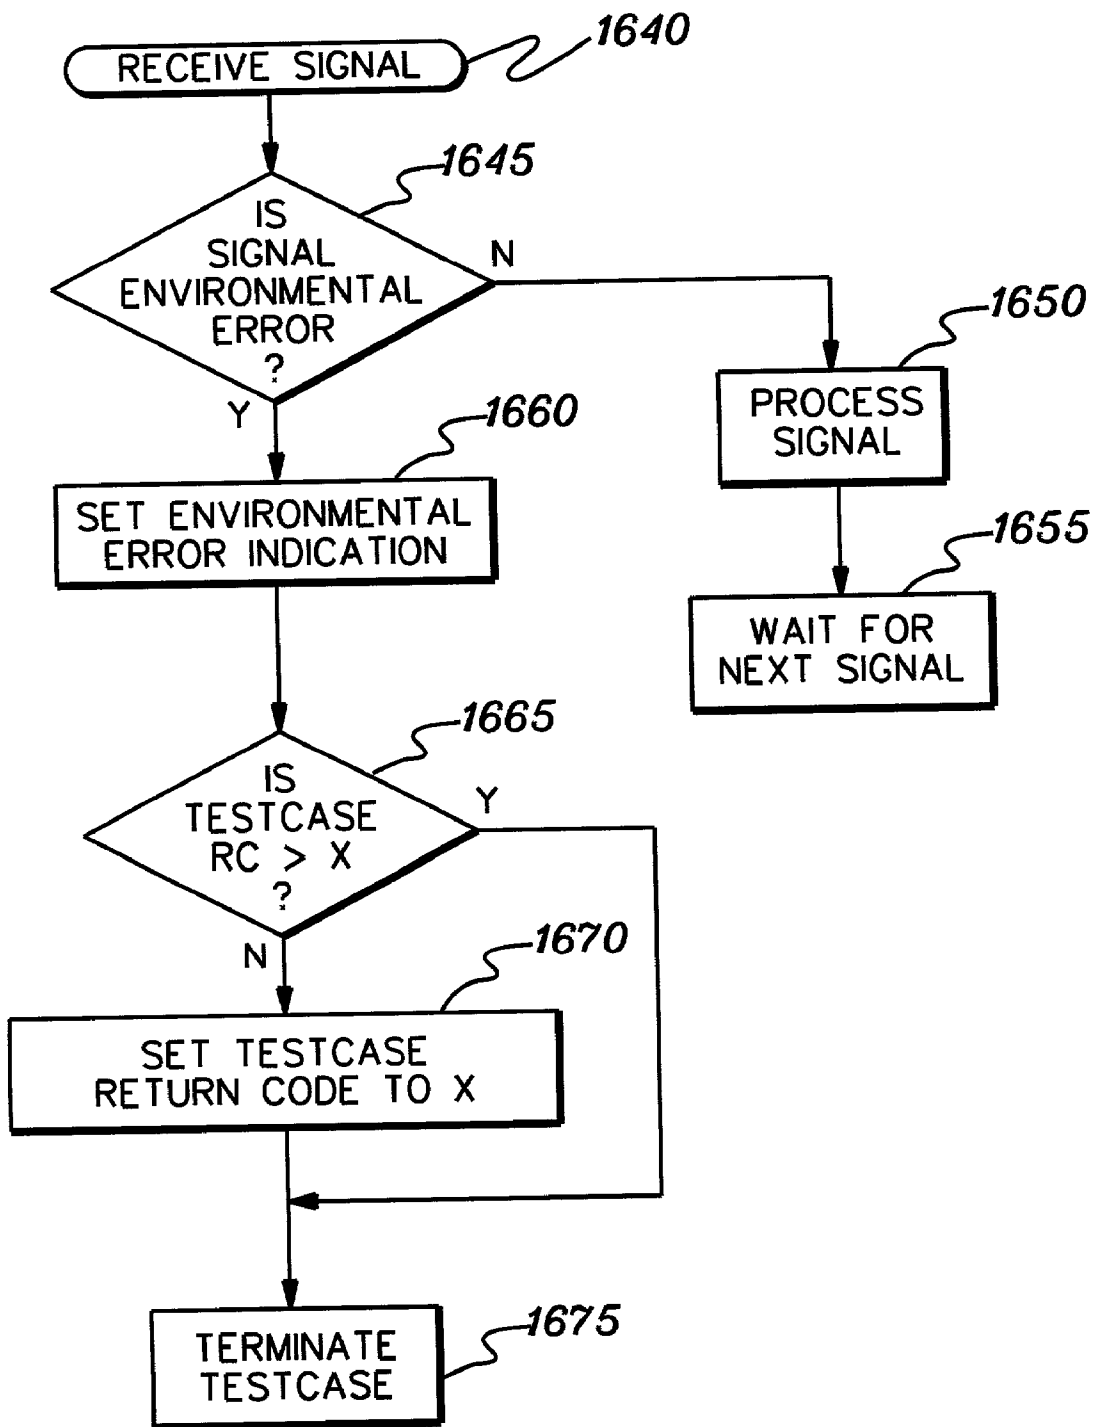 1640
RECEIVE SIGNAL
1645
IS
SIGNAL
ENVIRONMENTAL
ERROR
?
N
Y
1650
PROCESS
SIGNAL
1660
SET ENVIRONMENTAL
ERROR INDICATION
1655
WAIT FOR
NEXT SIGNAL
1665
IS
TESTCASE
RC > X
?
Y
N
1670
SET TESTCASE
RETURN CODE TO X
1675
TERMINATE
TESTCASE